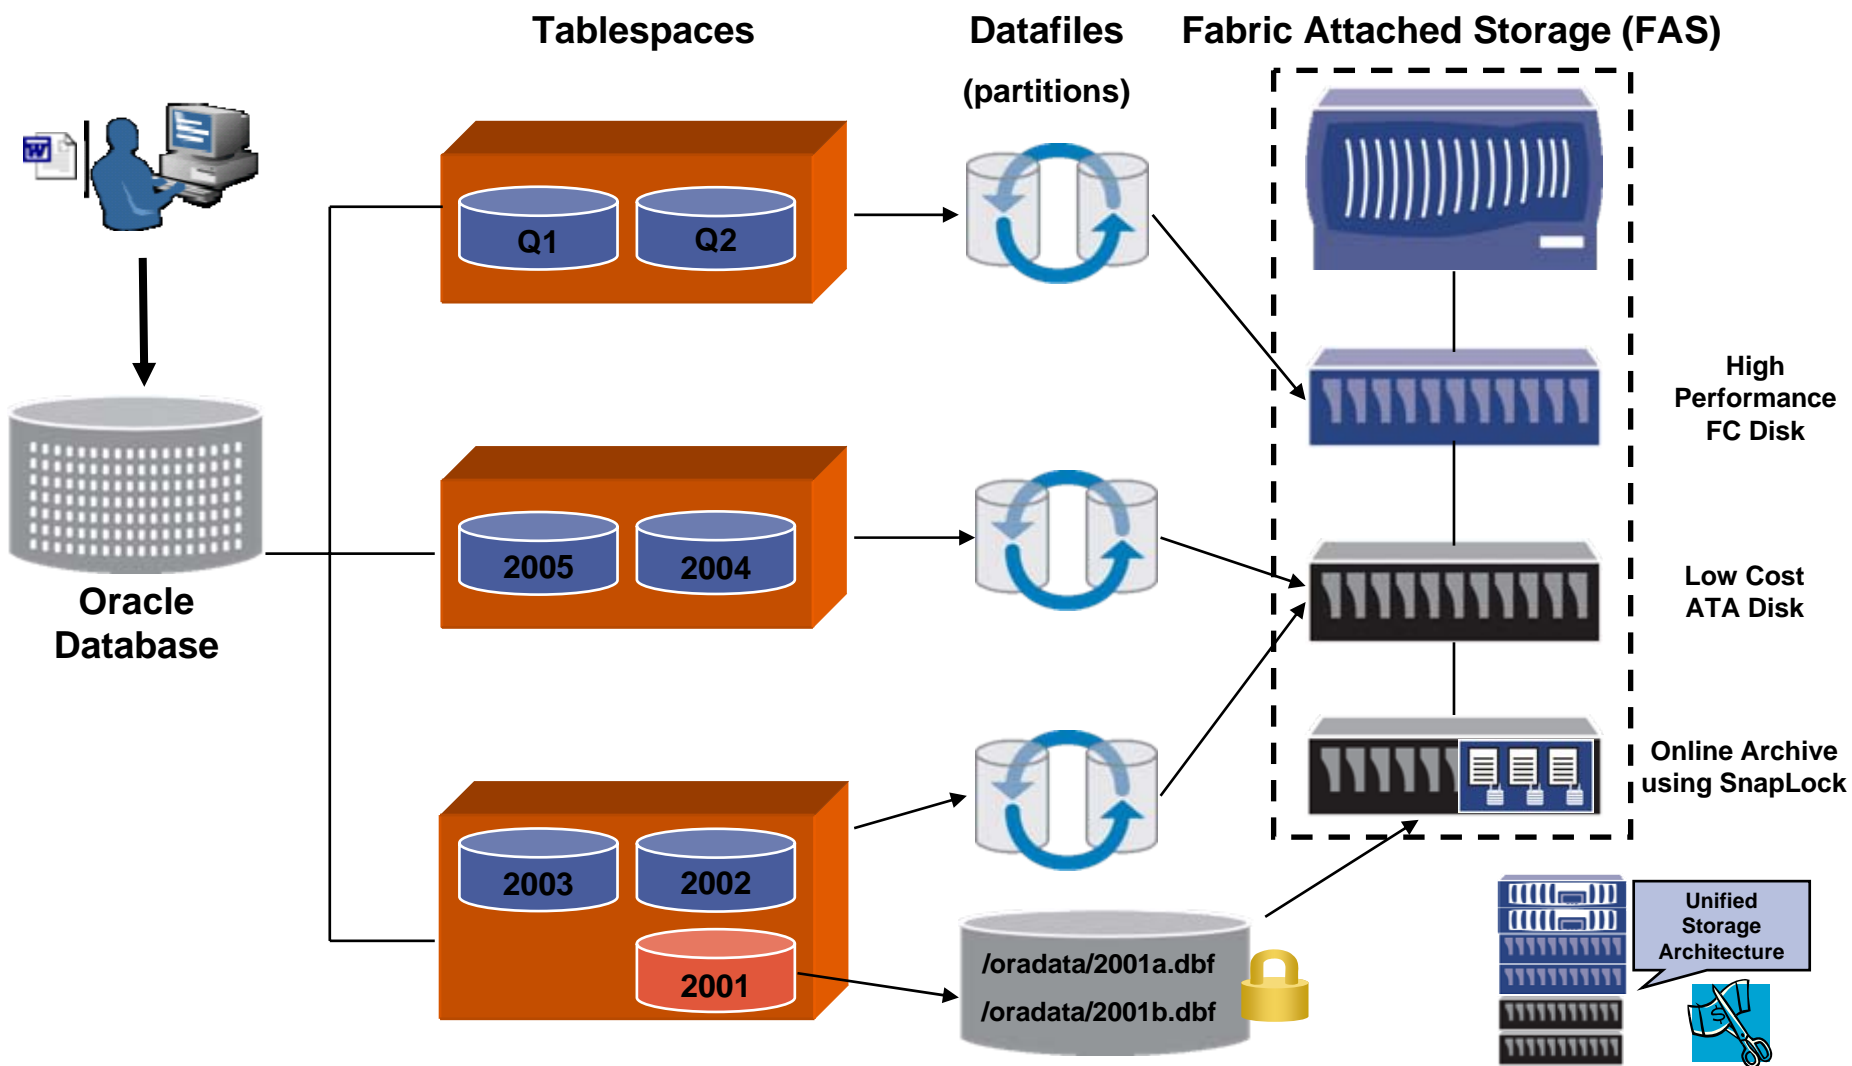 Tablespaces
Datafiles
(partitions)
Fabric Attached Storage (FAS)
W
Oracle
Database
Q1
Q2
2005
2004
2003
2002
2001
/oradata/2001a.dbf
/oradata/2001b.dbf
High
Performance
FC Disk
Low Cost
ATA Disk
Online Archive
using SnapLock
Unified
Storage
Architecture
$